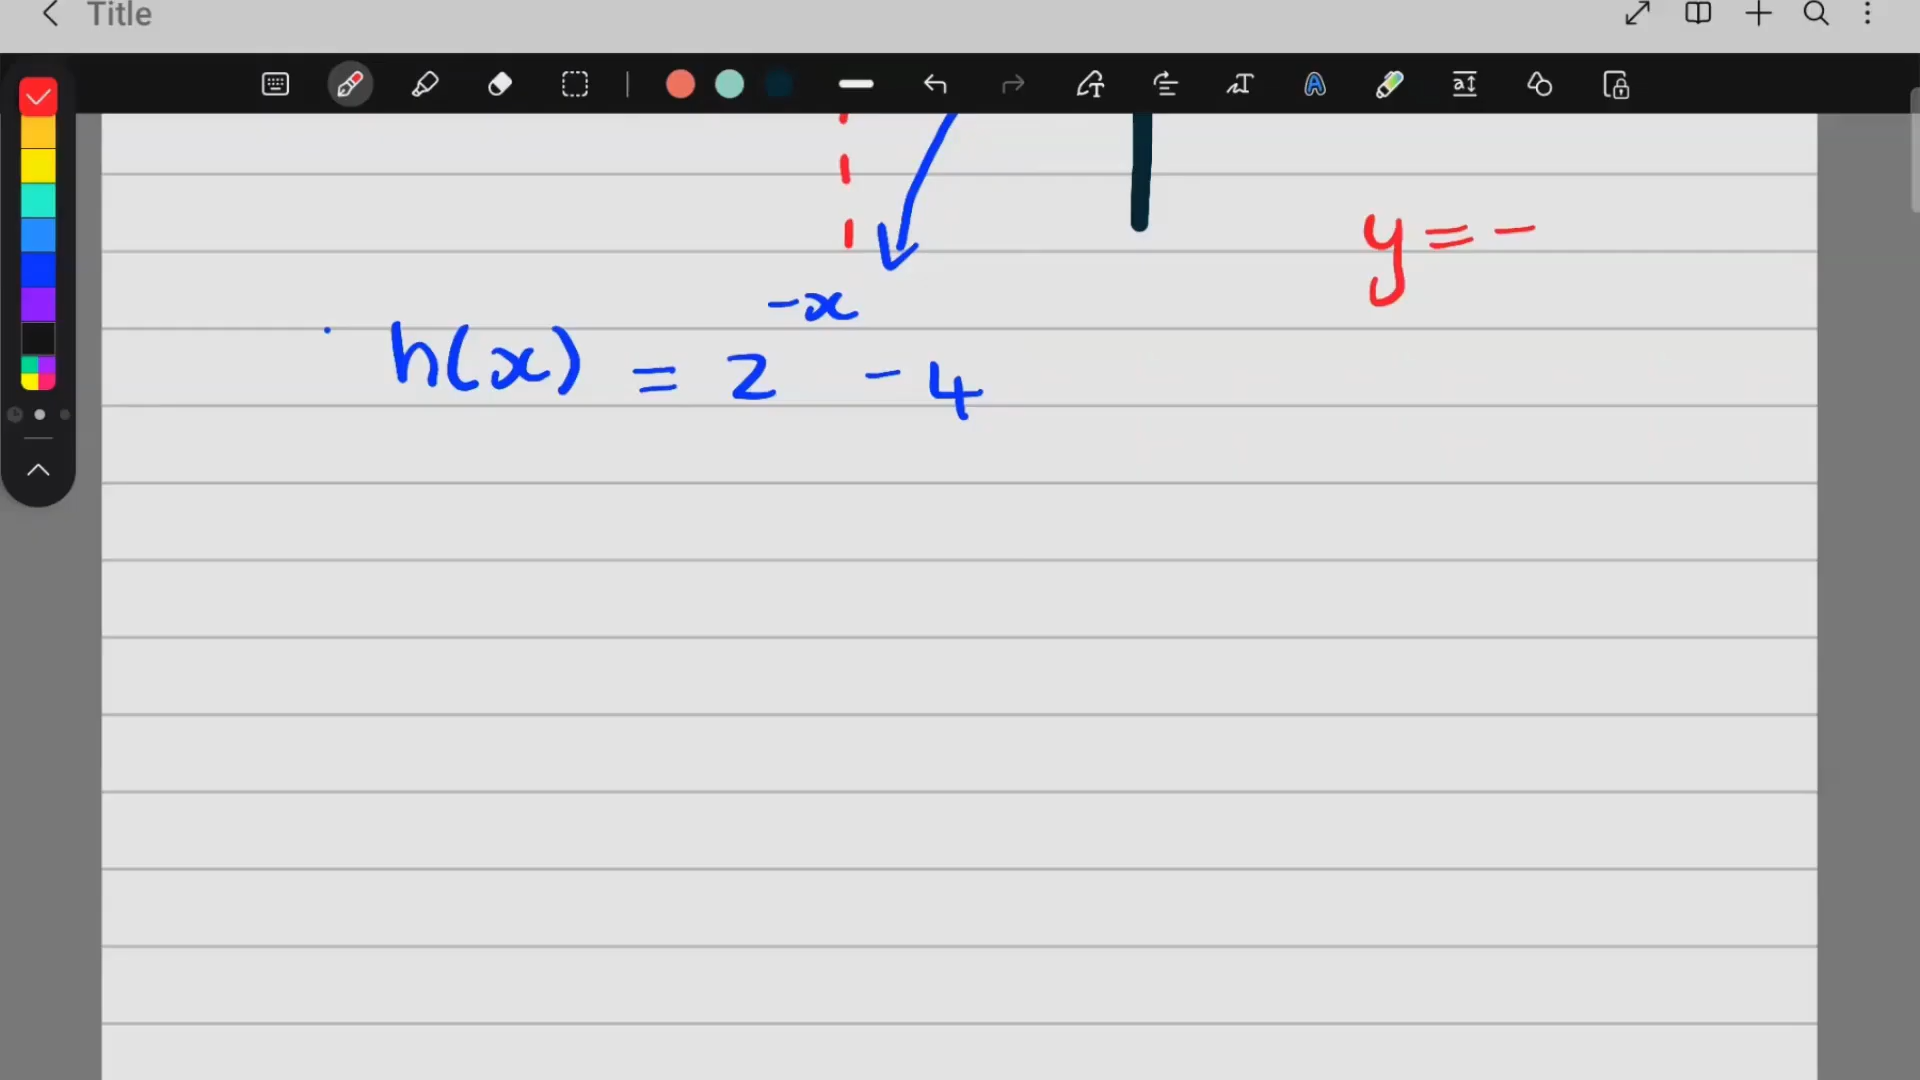 Title
y = -
h(x) = 2^{-x} - 4